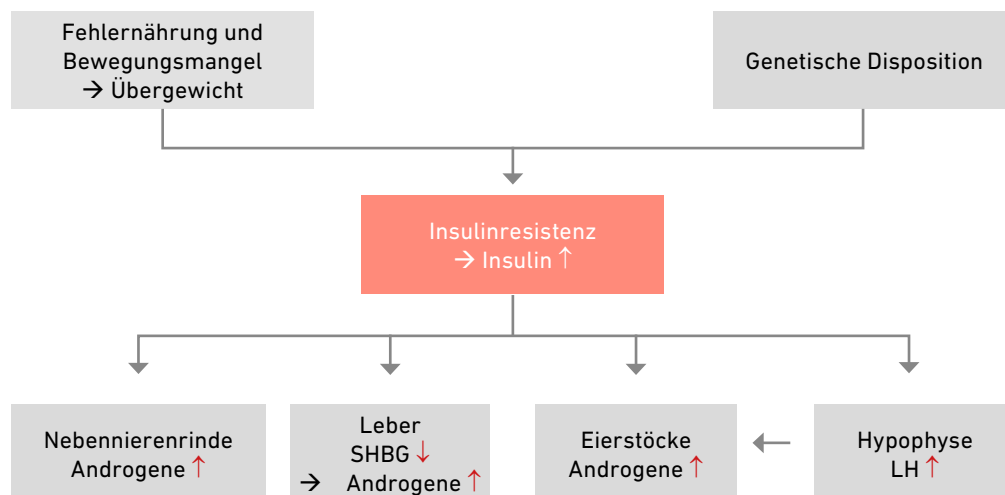 Fehlernährung und
Bewegungsmangel
→ Übergewicht
Genetische Disposition
Insulinresistenz
→ Insulin ↑
Nebennierenrinde
Androgene ↑
Leber
SHBG ↓
→ Androgene ↑
Eierstöcke
Androgene ↑
Hypophyse
LH ↑